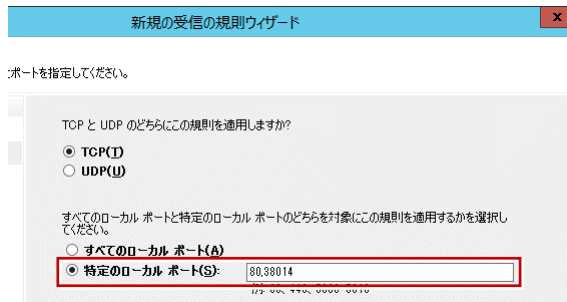 新規の受信の規則ウィザード
x
ポートを指定してください。
TCP と UDP のどちらにこの規則を適用しますか?
TCP(T)
UDP(U)
すべてのローカル ポートと特定のローカル ポートのどちらを対象にこの規則を適用するかを選択し
てください。
すべてのローカル ポート(A)
特定のローカル ポート(S):
80,38014